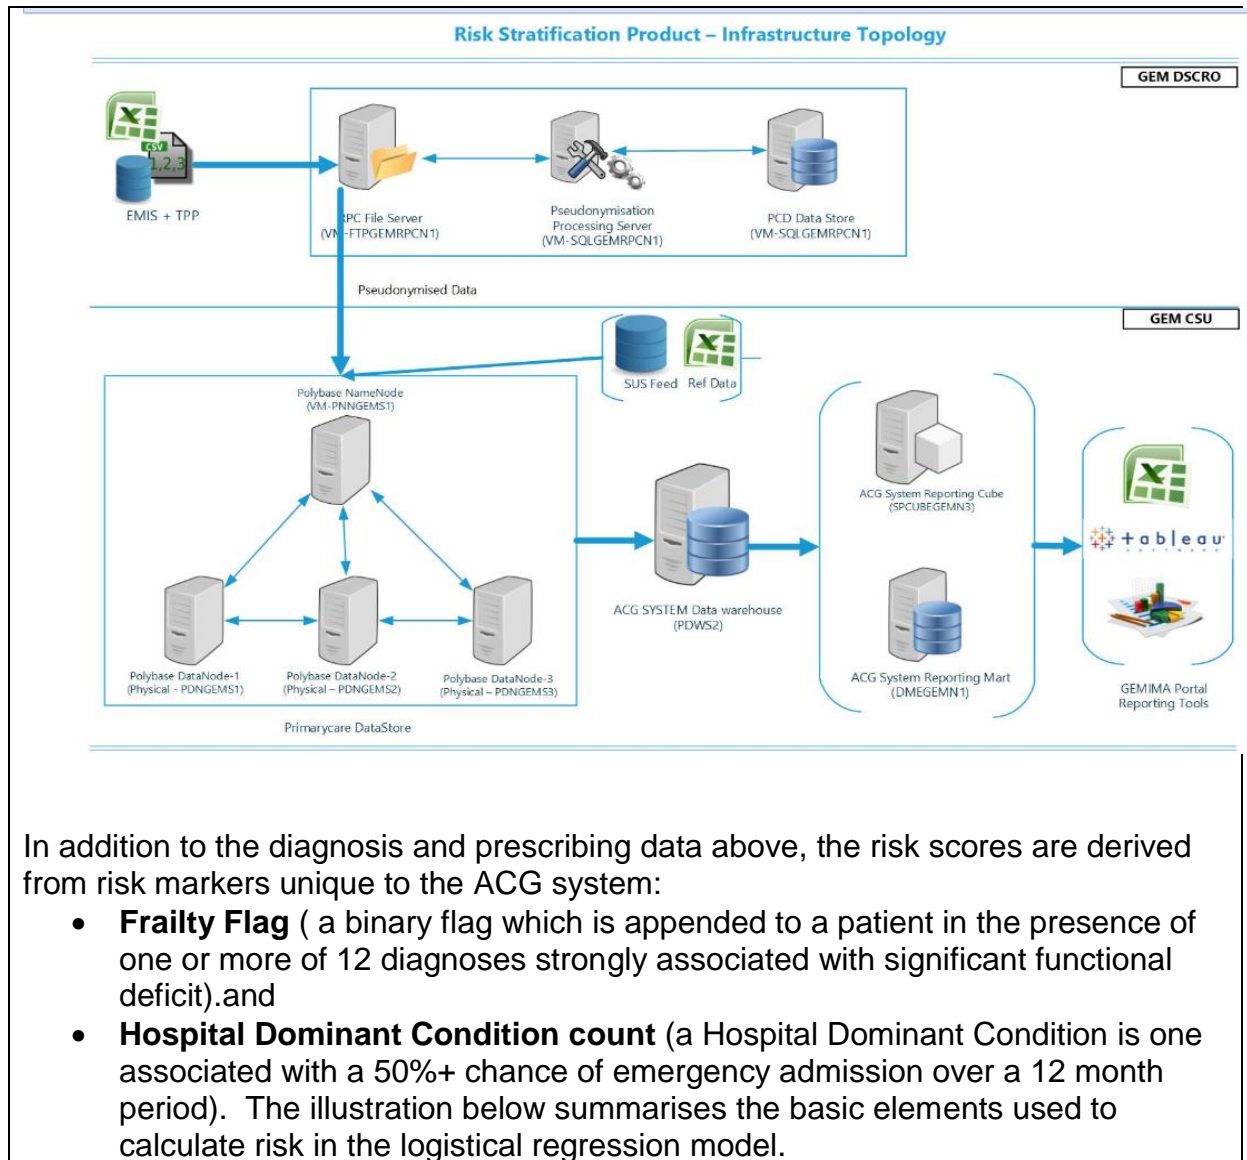 Risk Stratification Product – Infrastructure Topology
GEM DSCRO
CSV
1,2,3
EMIS + TPP
RPC File Server
(VM-FTPGEMRPCN1)
Pseudonymisation
Processing Server
(VM-SQLGEMRPCN1)
PCD Data Store
(VM-SQLGEMRPCN1)
Pseudonymised Data
GEM CSU
SUS Feed
Ref Data
Polybase NameNode
(VM-PNNGEMS1)
Polybase DataNode-1
(Physical - PDNGEMS1)
Polybase DataNode-2
(Physical – PDNGEMS2)
Polybase DataNode-3
(Physical – PDNGEMS3)
Primarycare DataStore
ACG SYSTEM Data warehouse
(PDWS2)
ACG System Reporting Cube
(SPCUBEGEMN3)
ACG System Reporting Mart
(DMEGEMN1)
+ a b l e a u
s o f t w a r e
GEMIMA Portal
Reporting Tools
In addition to the diagnosis and prescribing data above, the risk scores are derived
from risk markers unique to the ACG system:
• Frailty Flag ( a binary flag which is appended to a patient in the presence of
one or more of 12 diagnoses strongly associated with significant functional
deficit).and
• Hospital Dominant Condition count (a Hospital Dominant Condition is one
associated with a 50%+ chance of emergency admission over a 12 month
period).  The illustration below summarises the basic elements used to
calculate risk in the logistical regression model.